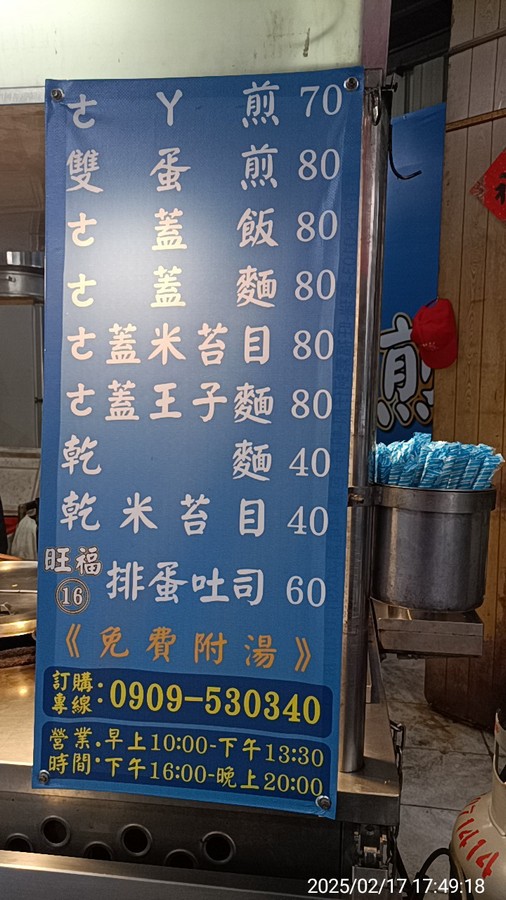 ㄜ ㄚ 煎 70
雙 蛋 煎 80
ㄜ 蓋 飯 80
ㄜ 蓋 麵 80
ㄜ 蓋 米 苔 目 80
ㄜ 蓋 王 子 麵 80
乾 麵 40
乾 米 苔 目 40
旺福
16
排蛋吐司 60
《免費附湯》
訂購專線:0909-530340
營業時間:早上10:00-下午13:30
下午16:00-晚上20:00
煎
1414
2025/02/17 17:49:18